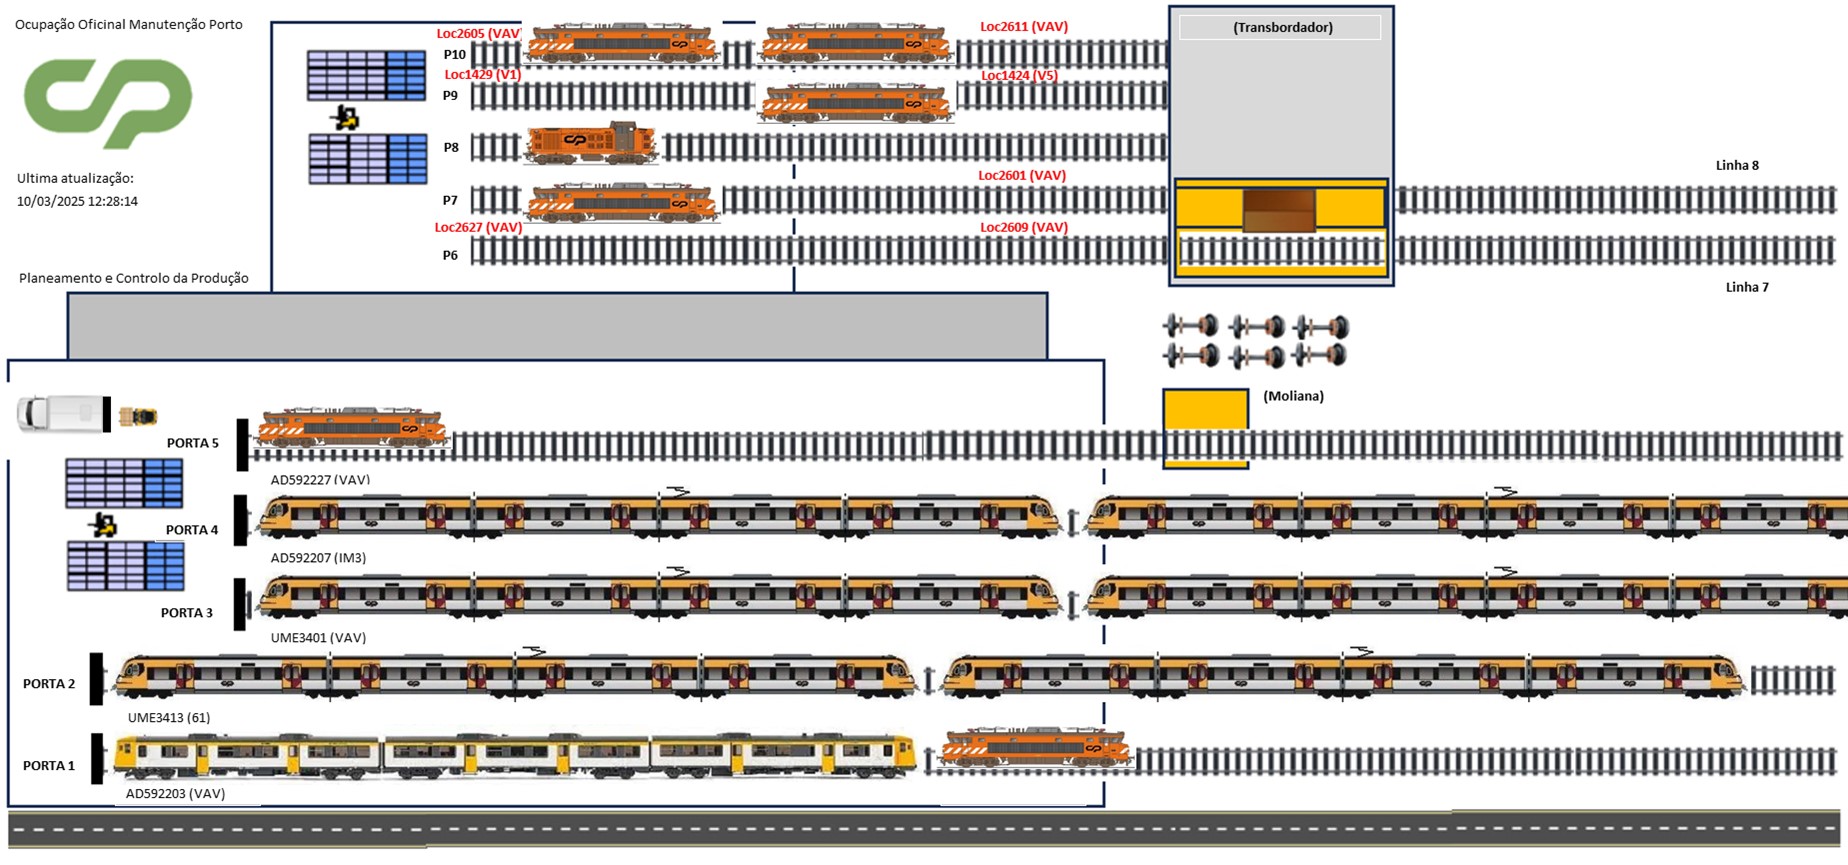 Ocupação Oficinal Manutenção Porto
Ultima atualização:
10/03/2025 12:28:14
Planeamento e Controlo da Produção
Loc2605 (VAV)
Loc2611 (VAV)
P10
Loc1429 (V1)
Loc1424 (V5)
P9
P8
Loc2601 (VAV)
P7
Loc2627 (VAV)
Loc2609 (VAV)
P6
(Transbordador)
Linha 8
Linha 7
(Moliana)
PORTA 5
AD592227 (VAV)
PORTA 4
AD592207 (IM3)
PORTA 3
UME3401 (VAV)
PORTA 2
UME3413 (61)
PORTA 1
AD592203 (VAV)